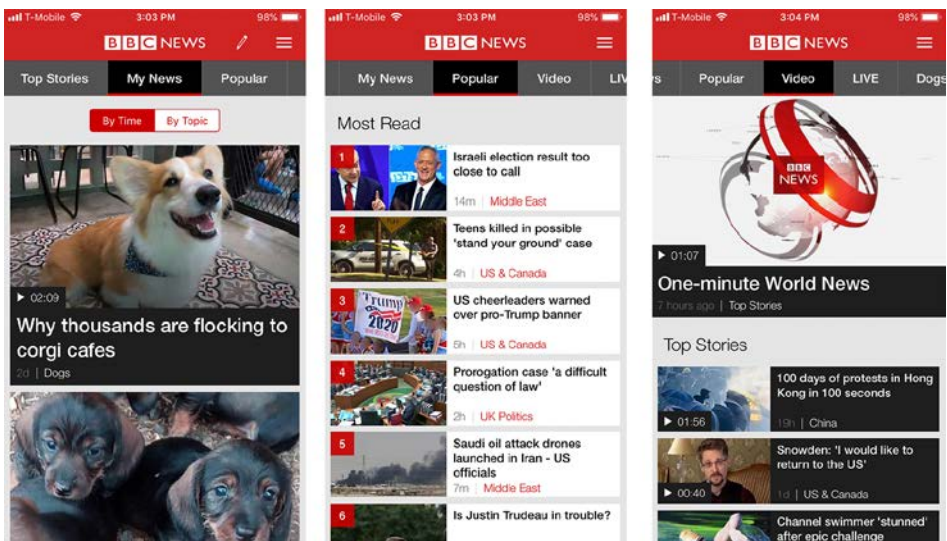 T-Mobile 3:03 PM 98%
BBC NEWS
Top Stories My News Popular
By Time By Topic
02:09
Why thousands are flocking to
corgi cafes
2d | Dogs
T-Mobile 3:03 PM 98%
BBC NEWS
My News Popular Video LIV
Most Read
1
Israeli election result too
close to call
14m | Middle East
2
Teens killed in possible
'stand your ground' case
4h | US & Canada
3
Trump
2020
US cheerleaders warned
over pro-Trump banner
5h | US & Canada
4
Prorogation case 'a difficult
question of law'
2h | UK Politics
5
Saudi oil attack drones
launched in Iran - US
officials
7m | Middle East
6
Is Justin Trudeau in trouble?
T-Mobile 3:04 PM 98%
BBC NEWS
s Popular Video LIVE Dogs
BBC
NEWS
01:07
One-minute World News
7 hours ago | Top Stories
Top Stories
100 days of protests in Hong
Kong in 100 seconds
01:56
19h | China
Snowden: 'I would like to
return to the US'
00:40
1d | US & Canada
Channel swimmer 'stunned'
after epic challenge